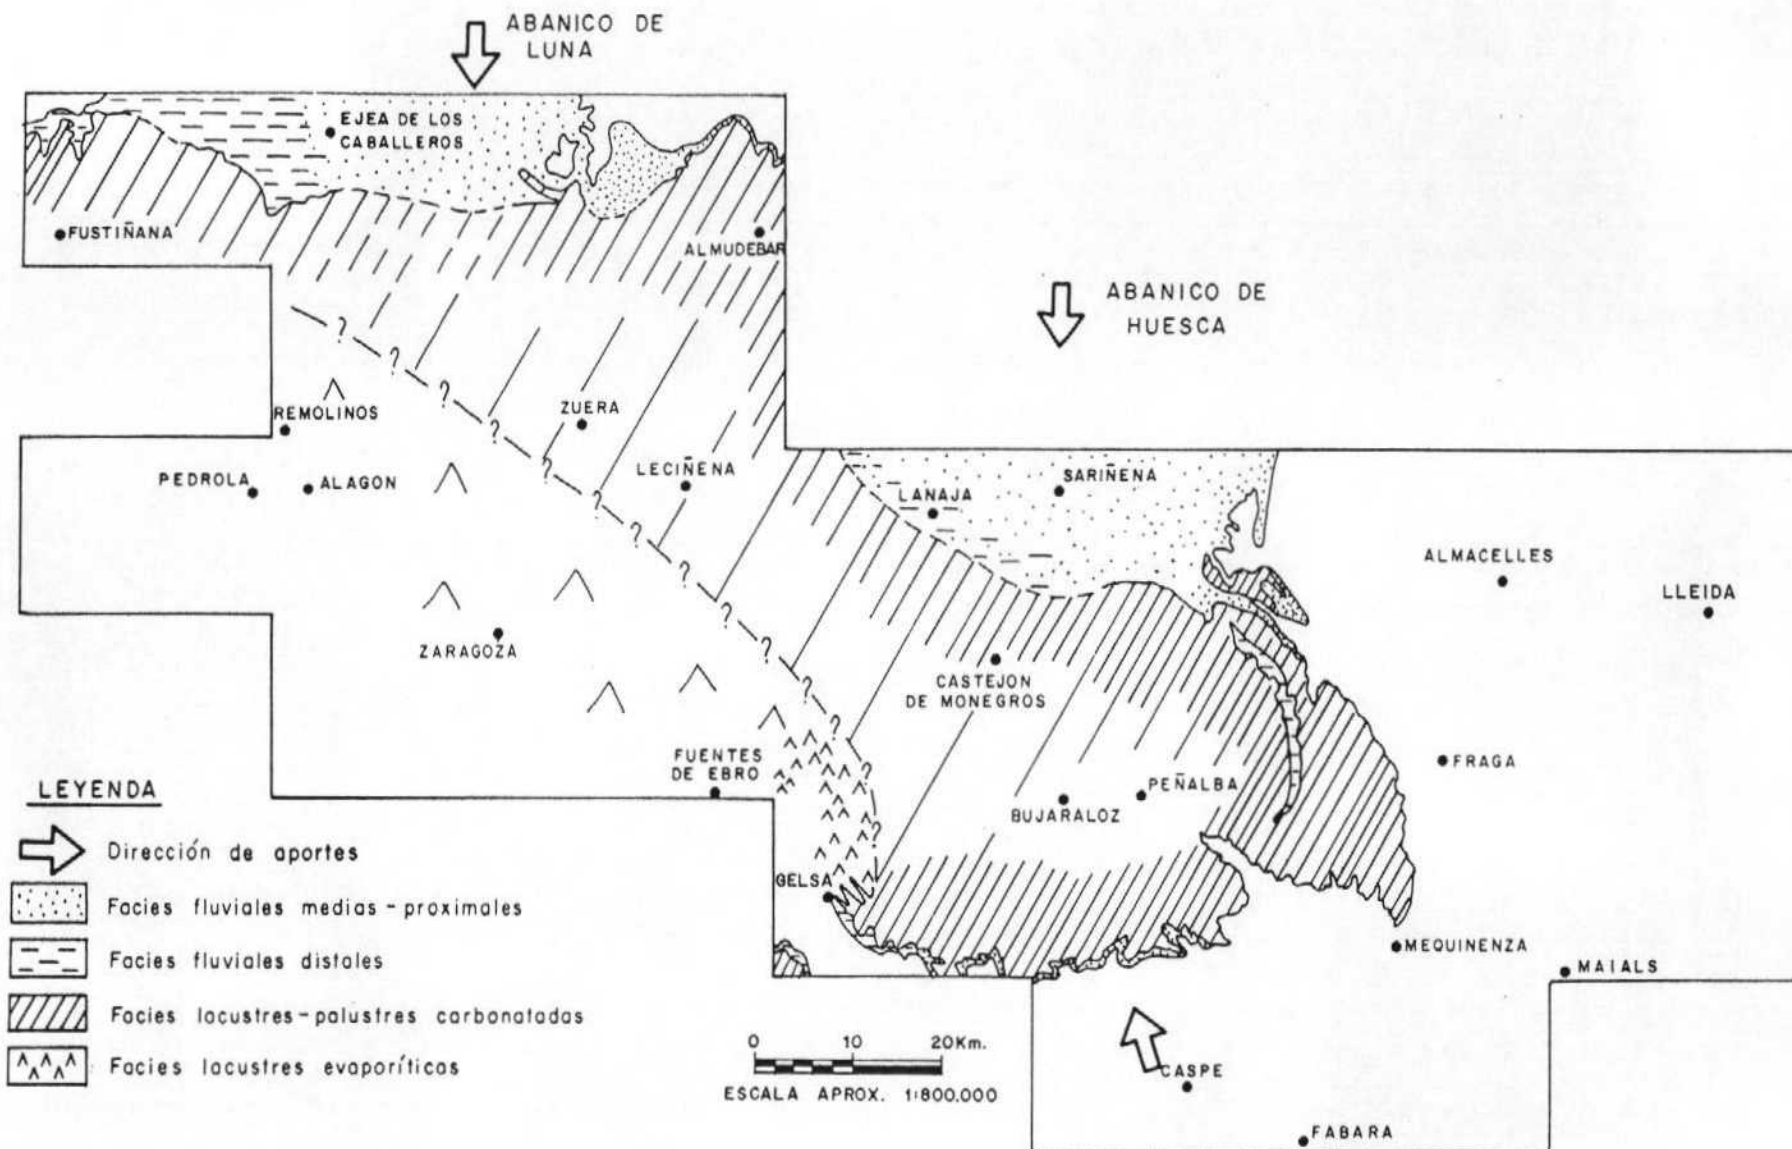 ABANICO DE
LUNA
EJEA DE LOS
CABALLEROS
FUSTIÑANA
ALMUDEBAR
ABANICO DE
HUESCA
?
?
?
REMOLINOS
ZUERA
?
?
LECIÑENA
PEDROLA
ALAGON
SARIÑENA
LANAJA
?
?
?
ALMACELLES
LLEIDA
?
ZARAGOZA
?
CASTEJON
DE MONEGROS
?
?
FUENTES
DE EBRO
?
FRAGA
PEÑALBA
BUJARALOZ
?
GELSA
MEQUINENZA
MAIALS
CASPE
FABARA
LEYENDA
Dirección de aportes
Facies fluviales medias-proximales
Facies fluviales distales
Facies lacustres-palustres carbonatadas
Facies lacustres evaporíticas
0 10 20Km.
ESCALA APROX. 1:800.000